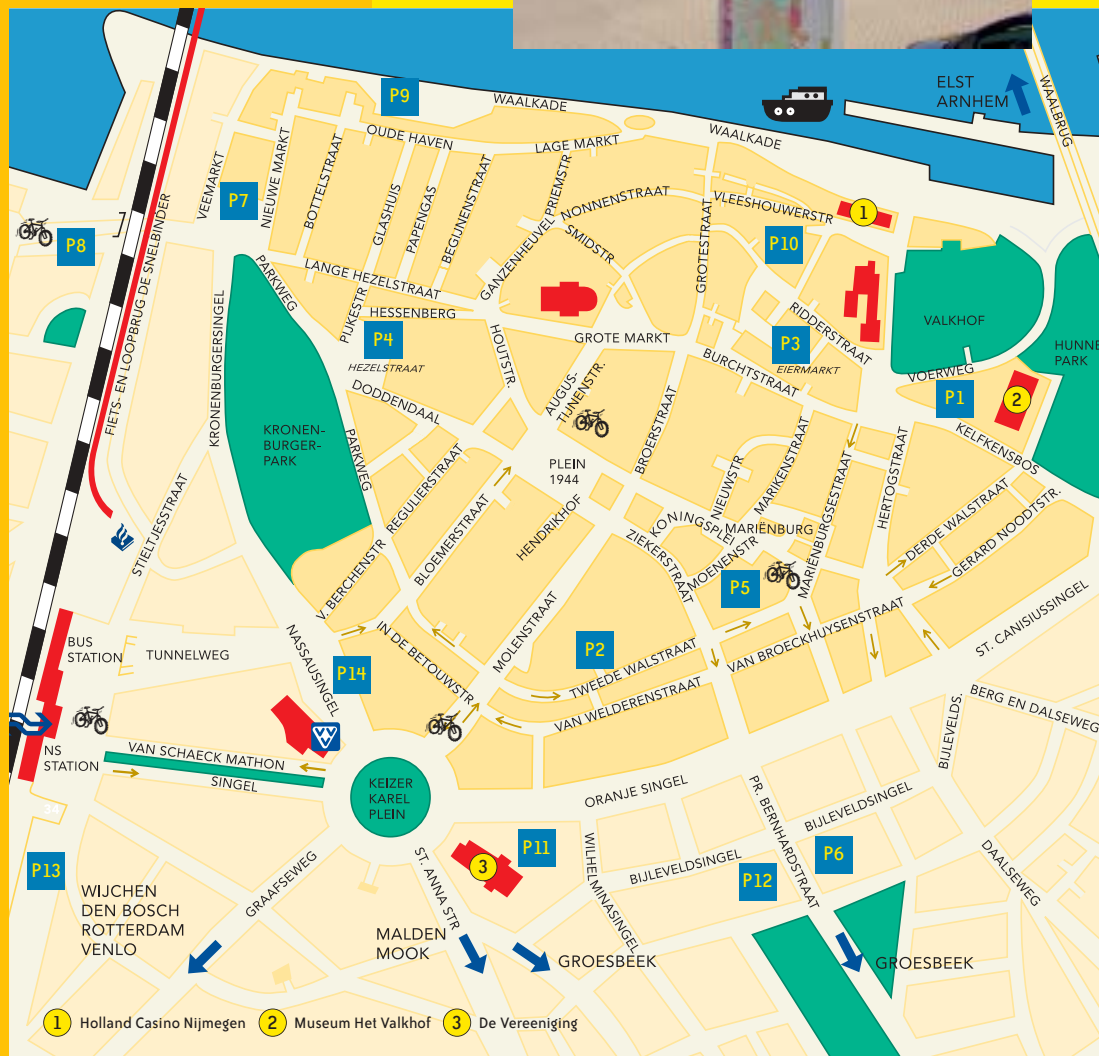 ELST
ARNHEM
WAALBRUG
P9
WAALKADE
WAALKADE
OUDE HAVEN
LAGE MARKT
VEEMARKT
NIEUWE MARKT
BOTTELSTRAAT
GLASHUIS
PAPENGAS
BEGIJNENSTRAAT
PRIEMSTR
GANZENHEUVEL
NONNENSTRAAT
SMIDSTR
GROTESTRAAT
VLEESHOUWERSTR
1
P7
P8
P10
FIETS- EN LOOPBRUG DE SNELBINDER
KRONENBURGERSINGEL
PARKWEG
LANGE HEZELSTRAAT
PIJKESTR
HESSENBERG
P4
HEZELSTRAAT
HOUTSTR.
GROTE MARKT
RIDDERSTRAAT
P3
EIERMARKT
BURCHTSTRAAT
VALKHOF
HUNNE
PARK
VOERWEG
P1
2
KELFKENSBOS
DODDENDAAL
AUGUS-
TIJNENSTR.
BROERSTRAAT
KRONEN-
BURGER-
PARK
PARKWEG
PLEIN
1944
NIEUWSTR
MARIKENSTRAAT
MARIËNBURGSESTRAAT
HERTOGSTRAAT
DERDE WALSTRAAT
GERARD NOODTSTR.
STIELTJESSTRAAT
REGULIERSTRAAT
V. BERCHENSTR
BLOEMERSTRAAT
HENDRIKHOF
ZIEKERSTRAAT
KONINGSPLEI
MARIËNBURG
MOENENSTR
P5
BUS
STATION
TUNNELWEG
NASSAUSINGEL
P14
IN DE BETOUWSTR
MOLENSTRAAT
P2
TWEEDE WALSTRAAT
VAN WELDERENSTRAAT
VAN BROECKHUYSENSTRAAT
ST. CANISIUSSINGEL
BERG EN DALSEWEG
BIJLEVELDS.
VVV
NS
STATION
VAN SCHAECK MATHON
SINGEL
34
KEIZER
KAREL
PLEIN
ORANJE SINGEL
PR. BERNHARDSTRAAT
BIJLEVELDSINGEL
BIJLEVELDSINGEL
P6
P12
DAALSEWEG
P13
P11
3
WILHELMINASINGEL
GRAAFSEWEG
ST. ANNA STR
WIJCHEN
DEN BOSCH
ROTTERDAM
VENLO
MALDEN
MOOK
GROESBEEK
GROESBEEK
1 Holland Casino Nijmegen 2 Museum Het Valkhof 3 De Vereeniging